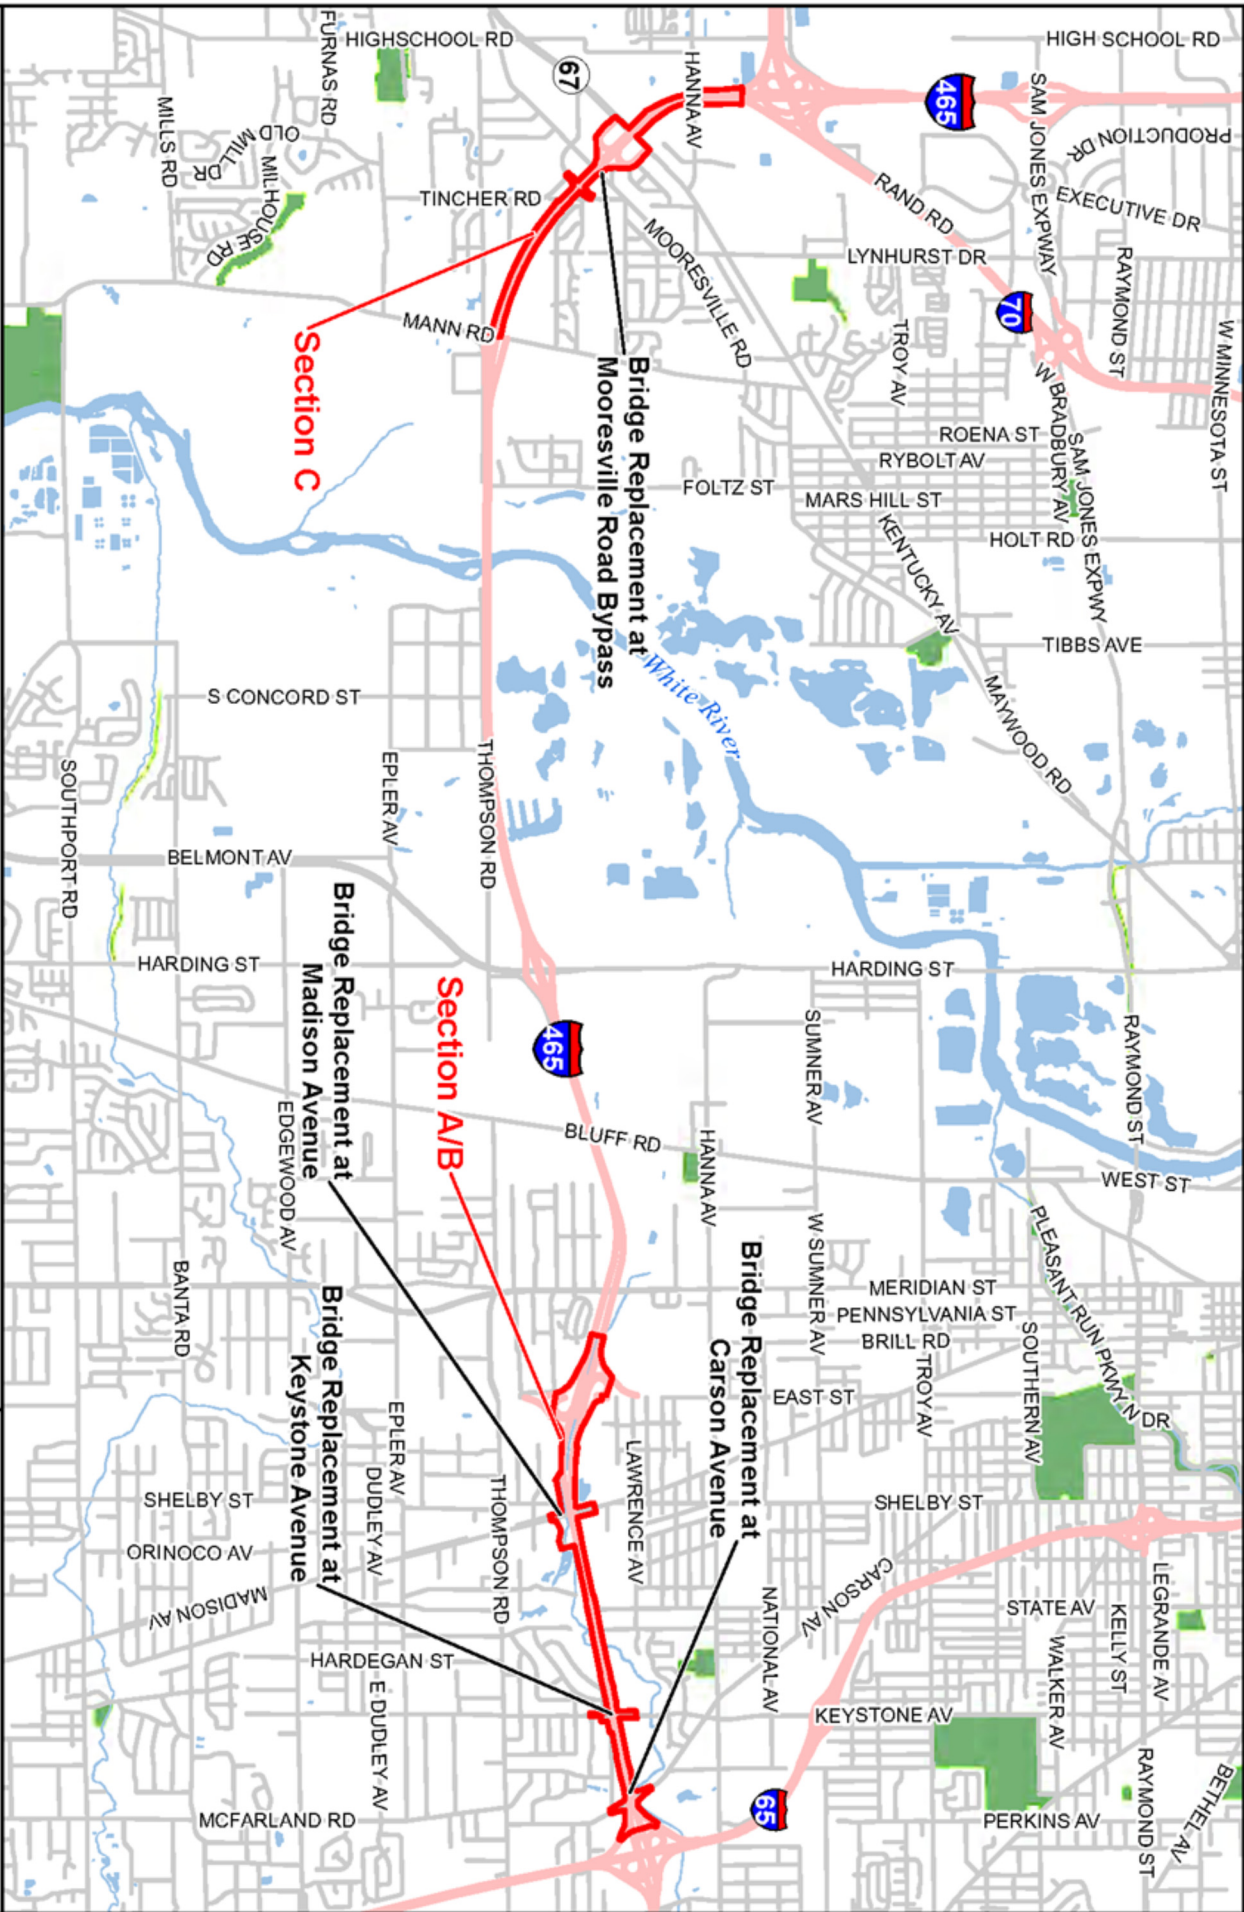 HIGHSCHOOL RD
HIGH SCHOOL RD
FURNAS RD
67
HANNA AV
465
SAM JONES EXPWAY
PRODUCTION DR
MILLS RD
OLD MILL DR
MILHOUSE RD
TINCHER RD
RAND RD
EXECUTIVE DR
LYNHURST DR
MOORESVILLE RD
RAYMOND ST
MANN RD
70
TROY AV
W MINNESOTA ST
Section C
Bridge Replacement at
Mooresville Road Bypass
W BRADBURY AV
ROENA ST
RYBOLT AV
SAM JONES EXPWY
FOLTZ ST
MARS HILL ST
KENTUCKY AV
HOLT RD
TIBBS AVE
White River
S CONCORD ST
MAYWOOD RD
SOUTHPORT RD
EPLER AV
THOMPSON RD
BELMONT AV
HARDING ST
HARDING ST
Bridge Replacement at
Madison Avenue
Section A/B
465
SUMNER AV
RAYMOND ST
EDGEWOOD AV
BLUFF RD
HANNA AV
WEST ST
W SUMNER AV
PLEASANT RUN PKWY N DR
BANTA RD
Bridge Replacement at
Keystone Avenue
Bridge Replacement at
Carson Avenue
MERIDIAN ST
PENNSYLVANIA ST
BRILL RD
SOUTHERN AV
TROY AV
EAST ST
EPLER AV
LAWRENCE AV
DUDLEY AV
THOMPSON RD
SHELBY ST
SHELBY ST
ORINOCO AV
MADISON AV
CARSON AV
NATIONAL AV
STATE AV
LEGRANDE AV
KELLY ST
WALKER AV
HARDEGAN ST
E DUDLEY AV
KEYSTONE AV
RAYMOND ST
BETHEL AV
65
MCFARLAND RD
PERKINS AV